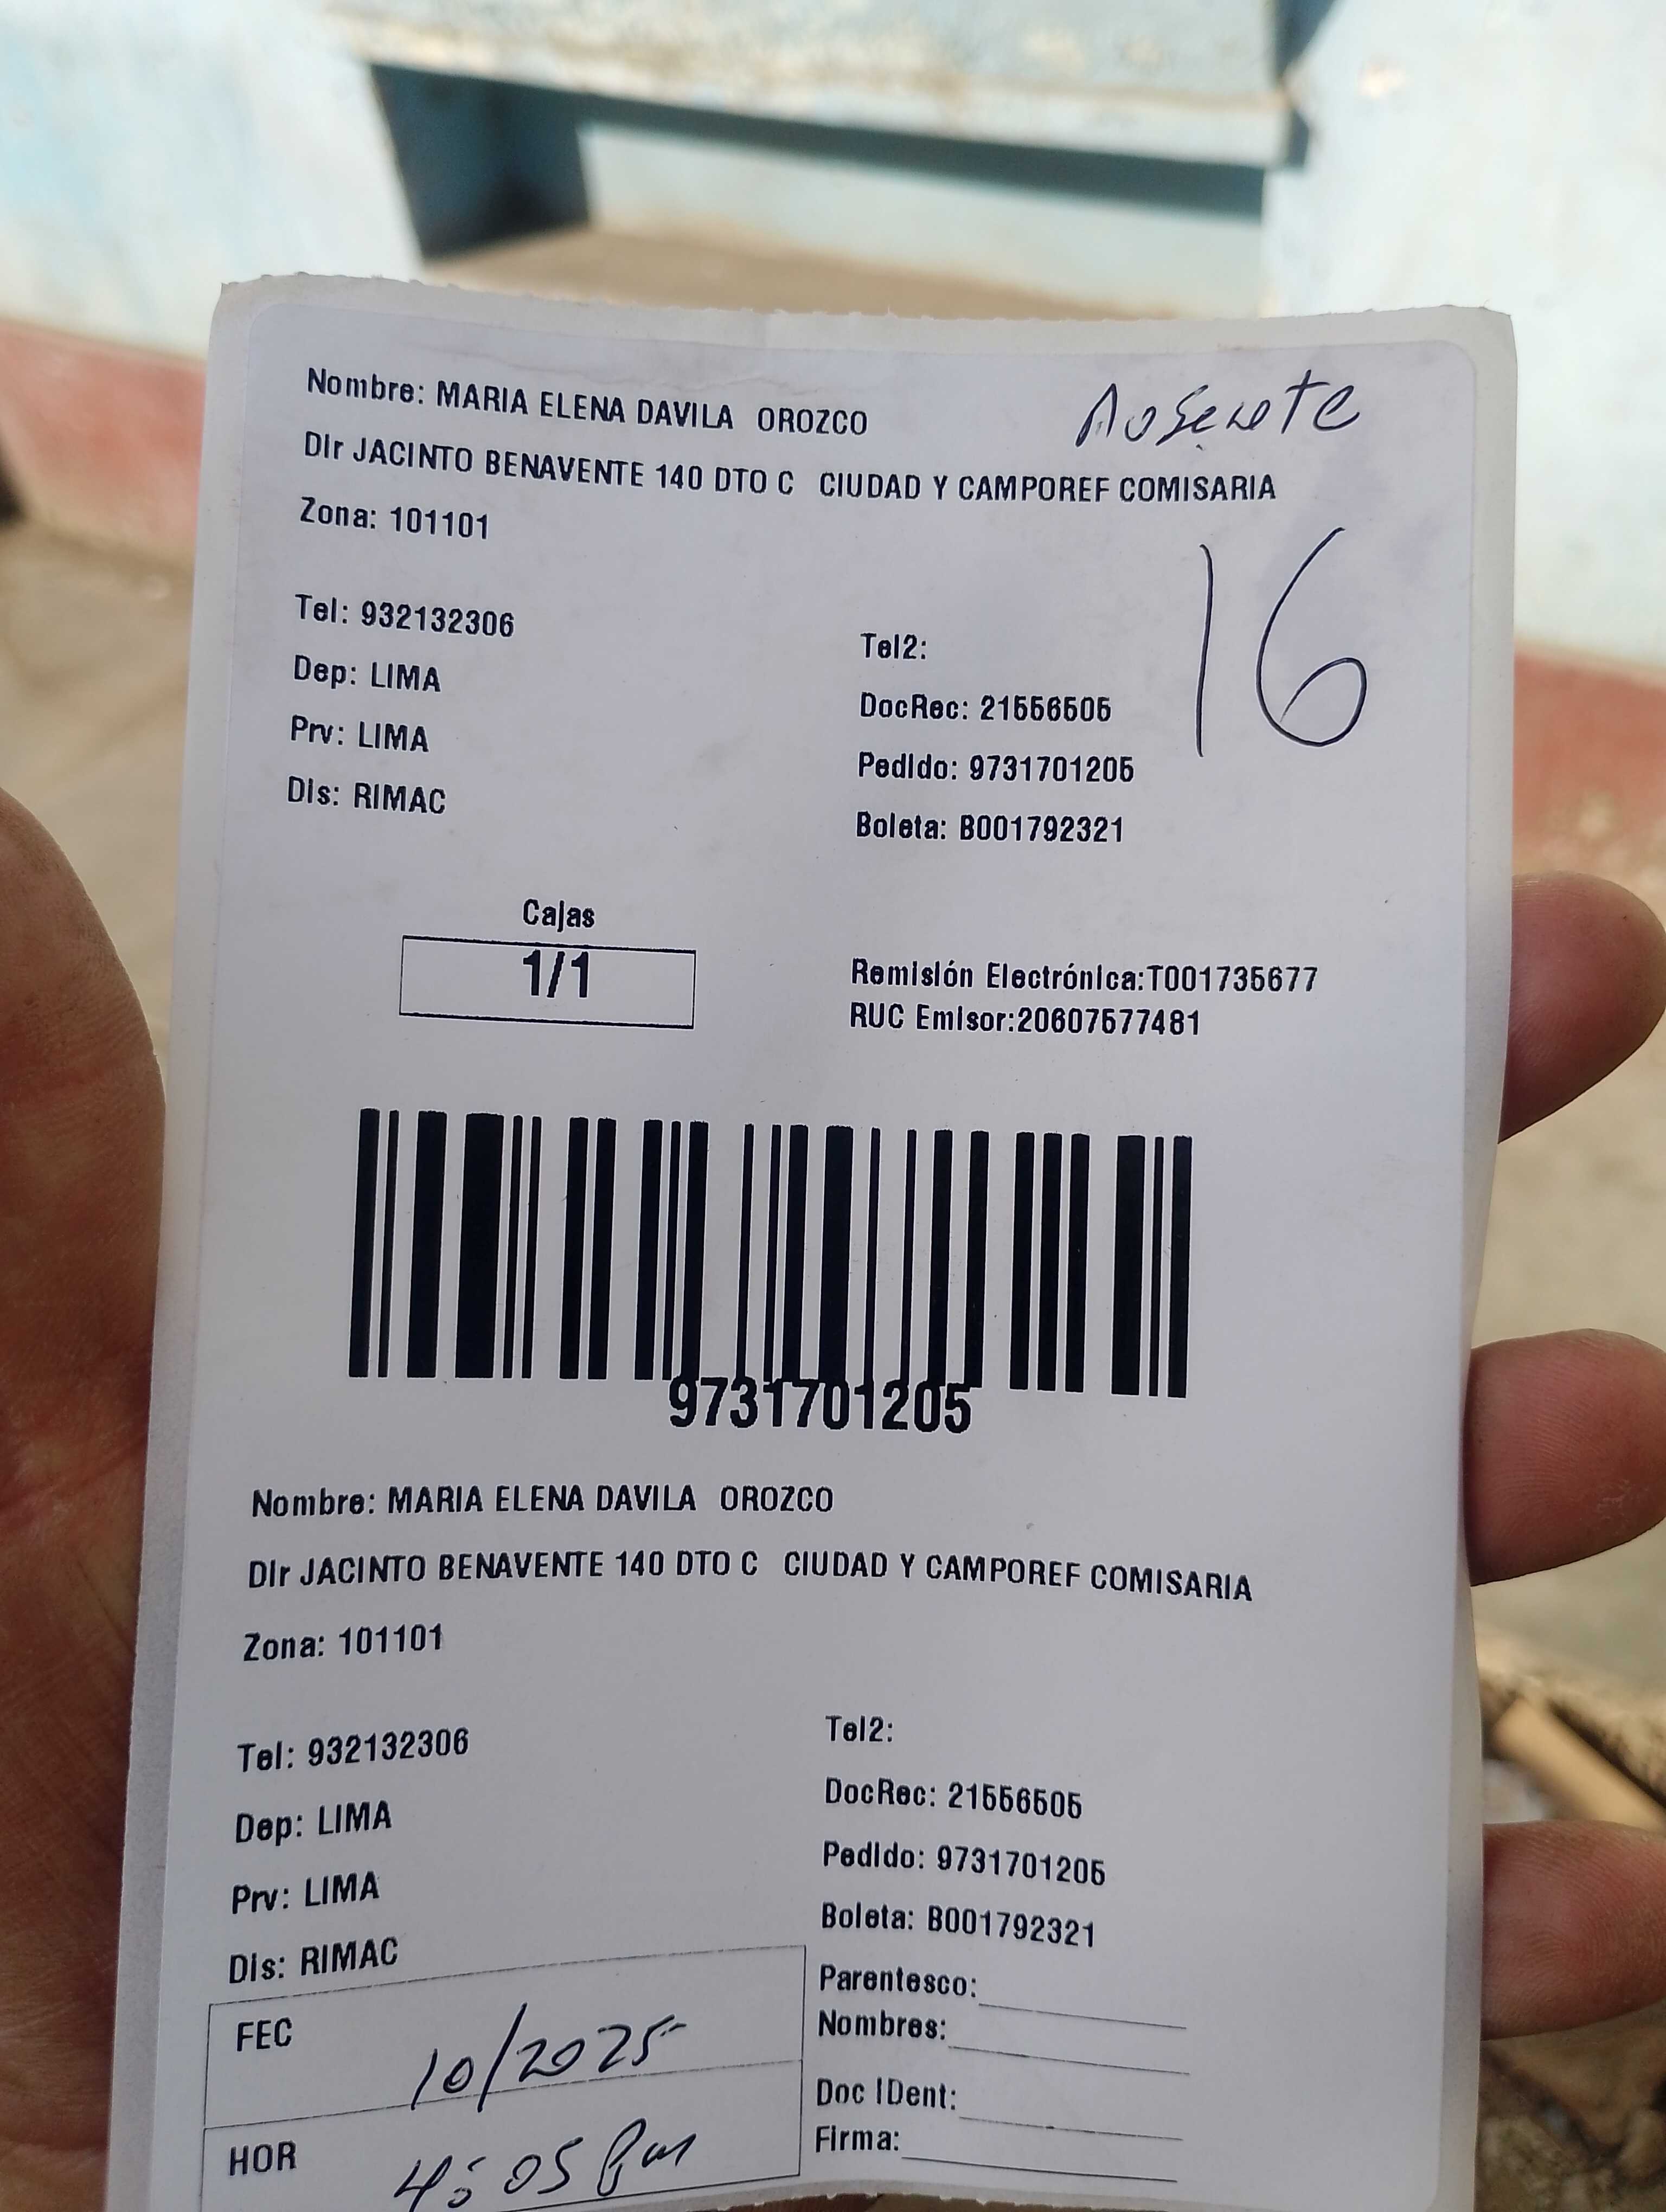 Nombre: MARIA ELENA DAVILA OROZCO
Ausente
Dir JACINTO BENAVENTE 140 DTO C CIUDAD Y CAMPOREF COMISARIA
Zona: 101101
16
Tel: 932132306
Tel2:
Dep: LIMA
DocRec: 21556505
Prv: LIMA
Pedido: 9731701205
Dis: RIMAC
Boleta: B001792321
Cajas
1/1
Remisión Electrónica:T001735677
RUC Emisor:20607577481
9731701205
Nombre: MARIA ELENA DAVILA OROZCO
Dir JACINTO BENAVENTE 140 DTO C CIUDAD Y CAMPOREF COMISARIA
Zona: 101101
Tel: 932132306
Tel2:
Dep: LIMA
DocRec: 21556505
Prv: LIMA
Pedido: 9731701205
Dis: RIMAC
Boleta: B001792321
FEC 10/2025
Parentesco:
Nombres:
HOR 4:05 pm
Doc IDent:
Firma: